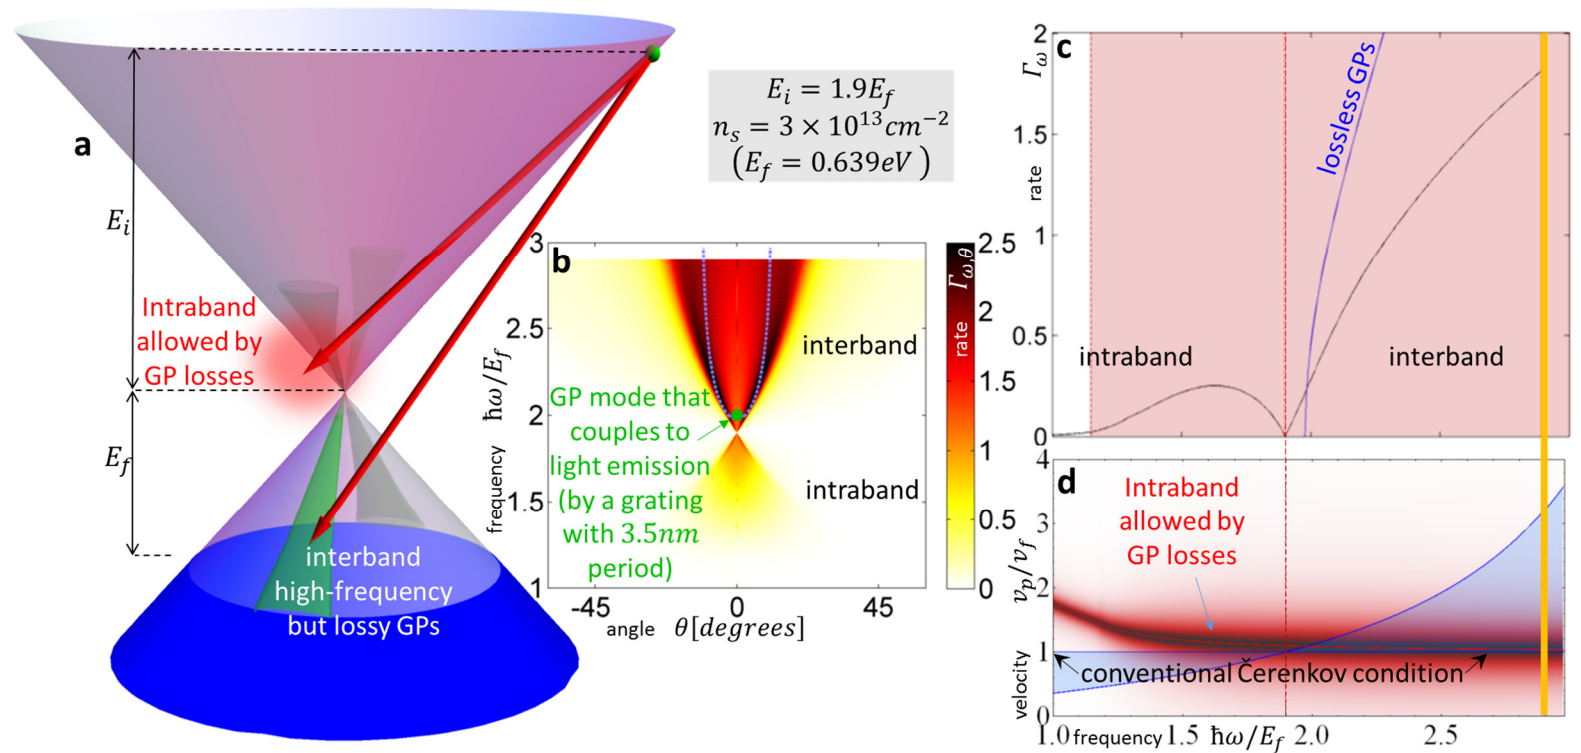 a
E_i
E_f
Intraband
allowed by
GP losses
interband
high-frequency
but lossy GPs
E_i = 1.9E_f
n_s = 3 × 10^13 cm^−2
(E_f = 0.639eV)
b
3
2.5
2
1.5
1
frequency ħω/E_f
-45
0
45
angle θ[degrees]
interband
intraband
GP mode that
couples to
light emission
(by a grating
with 3.5nm
period)
2.5
2
1.5
1
0.5
0
rate Γ_ω,θ
c
2
1.5
1
0.5
0
rate Γ_ω
lossless GPs
intraband
interband
d
4
3
2
1
0
velocity v_p/v_f
Intraband
allowed by
GP losses
conventional Čerenkov condition
1.0 frequency 1.5 ħω/E_f 2.0 2.5